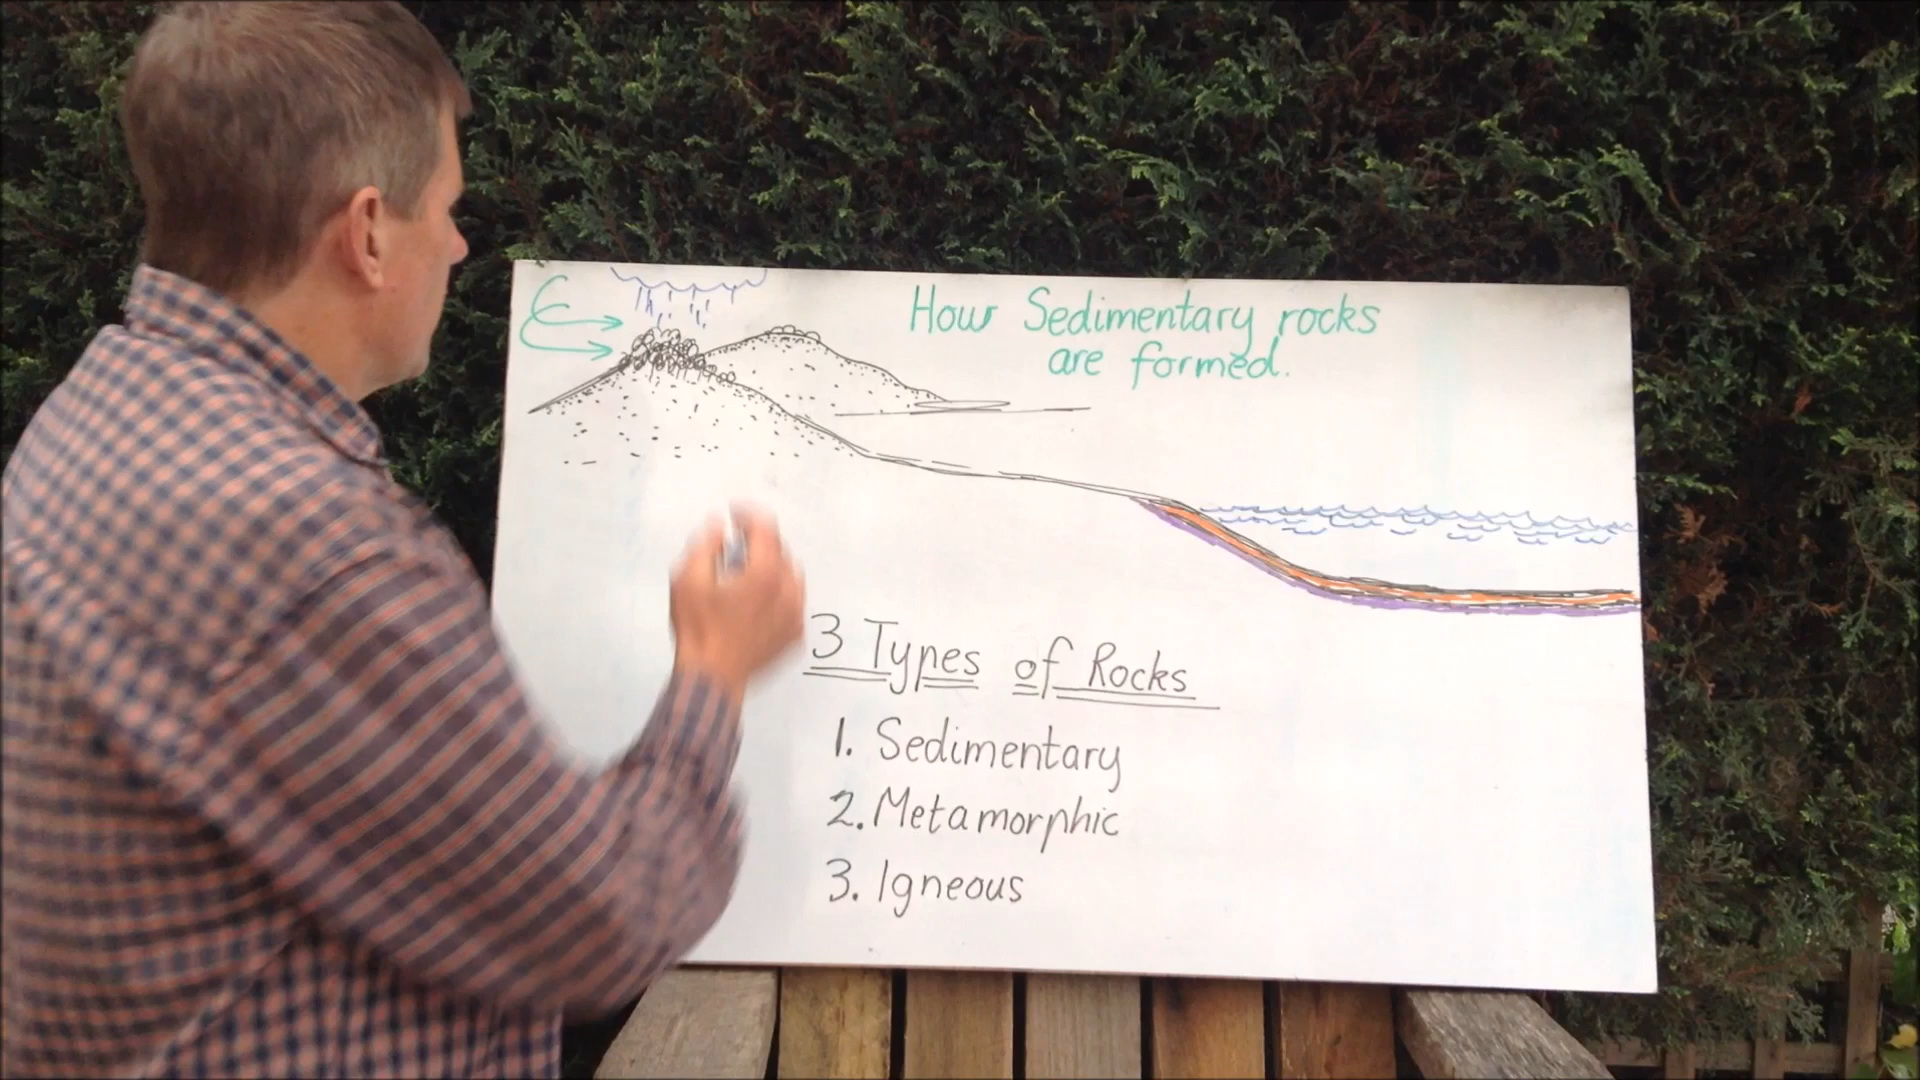 How Sedimentary rocks
are formed.
3 Types of Rocks
1. Sedimentary
2. Metamorphic
3. Igneous